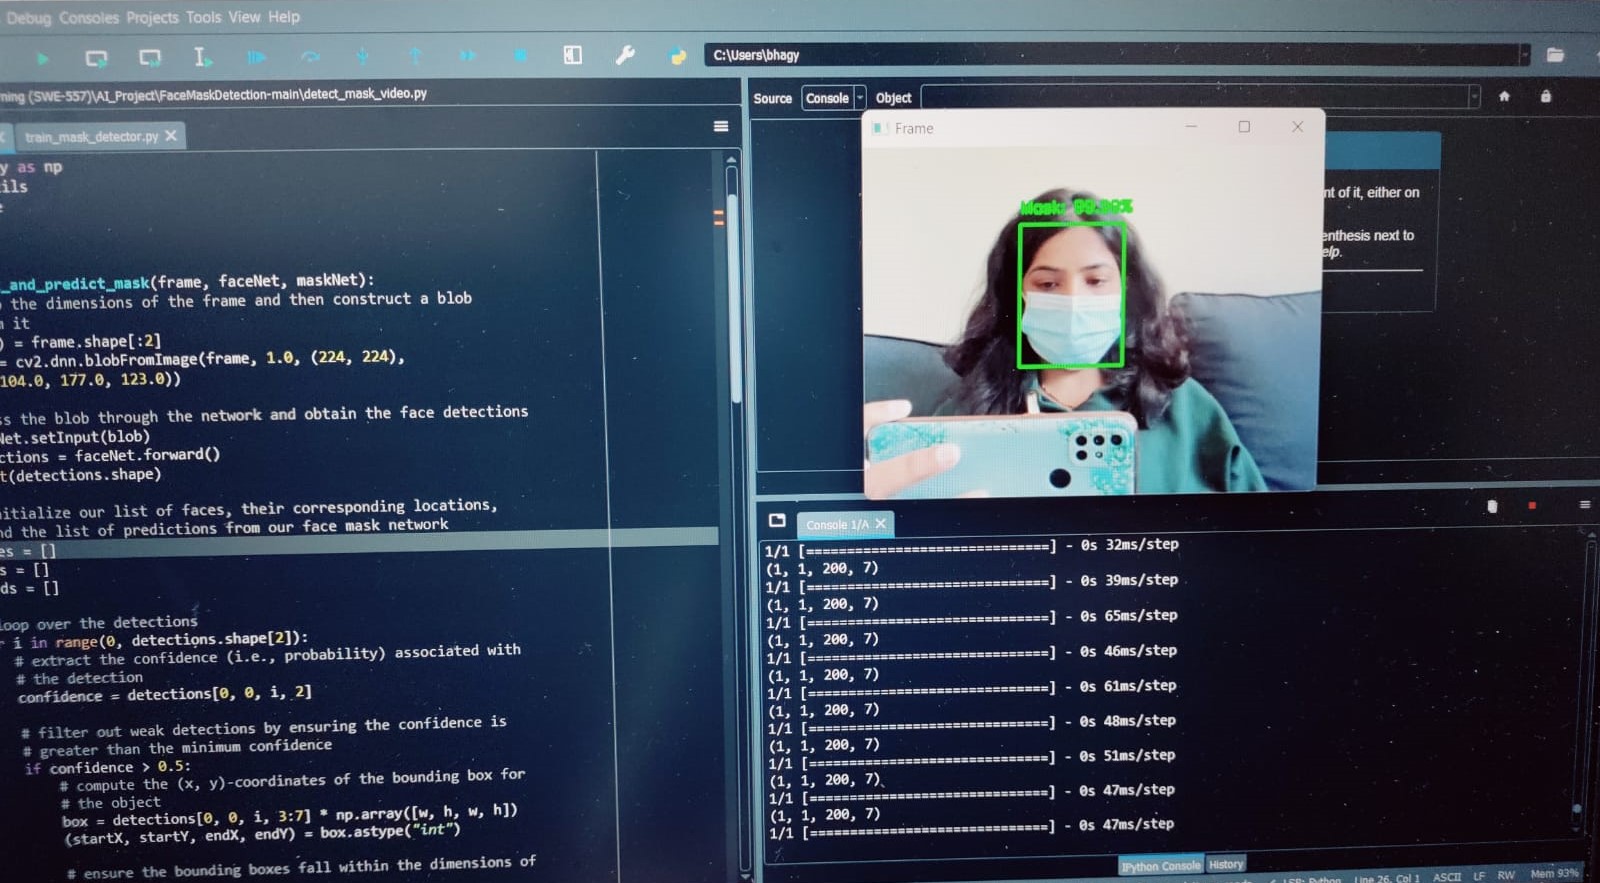 Debug Consoles Projects Tools View Help
C:\Users\bhagy
ning (SWE-557)\AI_Project\FaceMaskDetection-main\detect_mask_video.py
train_mask_detector.py
y as np
ils
e
_and_predict_mask(frame, faceNet, maskNet):
the dimensions of the frame and then construct a blob
it
) = frame.shape[:2]
= cv2.dnn.blobFromImage(frame, 1.0, (224, 224),
104.0, 177.0, 123.0))
ss the blob through the network and obtain the face detections
Net.setInput(blob)
ctions = faceNet.forward()
t(detections.shape)
nitialize our list of faces, their corresponding locations,
nd the list of predictions from our face mask network
es = []
s = []
ds = []
loop over the detections
r i in range(0, detections.shape[2]):
# extract the confidence (i.e., probability) associated with
# the detection
confidence = detections[0, 0, i, 2]
# filter out weak detections by ensuring the confidence is
# greater than the minimum confidence
if confidence > 0.5:
# compute the (x, y)-coordinates of the bounding box for
# the object
box = detections[0, 0, i, 3:7] * np.array([w, h, w, h])
(startX, startY, endX, endY) = box.astype("int")
# ensure the bounding boxes fall within the dimensions of
Source Console Object
Frame
Mask:
nt of it, either on
enthesis next to
elp.
Console 1/A
1/1 [==============================] - 0s 32ms/step
(1, 1, 200, 7)
1/1 [==============================] - 0s 39ms/step
(1, 1, 200, 7)
1/1 [==============================] - 0s 65ms/step
(1, 1, 200, 7)
1/1 [==============================] - 0s 46ms/step
(1, 1, 200, 7)
1/1 [==============================] - 0s 61ms/step
(1, 1, 200, 7)
1/1 [==============================] - 0s 48ms/step
(1, 1, 200, 7)
1/1 [==============================] - 0s 51ms/step
(1, 1, 200, 7)
1/1 [==============================] - 0s 47ms/step
(1, 1, 200, 7)
1/1 [==============================] - 0s 47ms/step
IPython Console History
LSP: Python Line 26, Col 1 ASCII LF RW Mem 93%